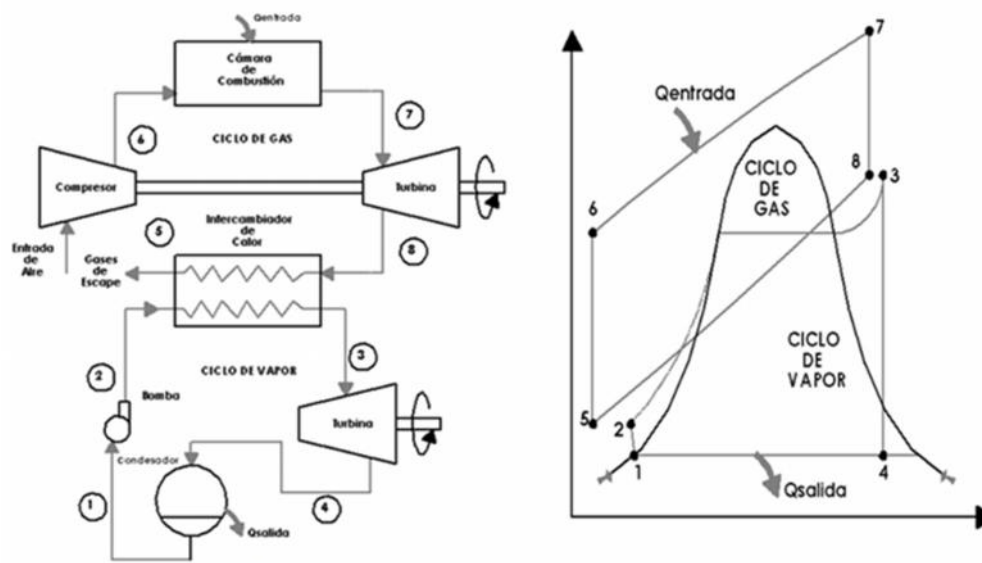 Qentrada
Cámara
de
Combustión
6
7
CICLO DE GAS
Compresor
Turbina
5
Intercambiador
de
Calor
8
Entrada
de
Aire
Gases
de
Escape
2
3
CICLO DE VAPOR
Bomba
Turbina
Condesador
1
4
Qsalida
7
Qentrada
CICLO
DE
GAS
8
3
6
CICLO
DE
VAPOR
5
2
1
4
Qsalida